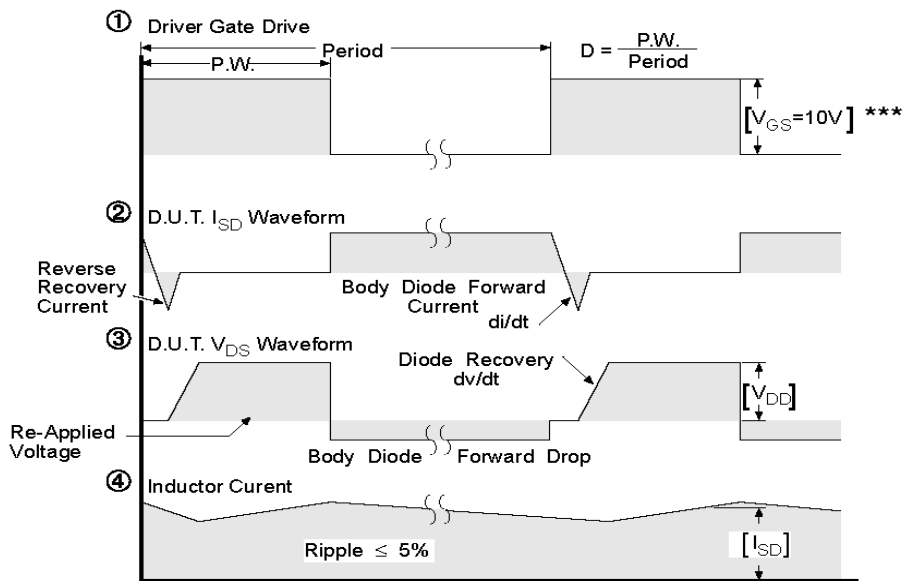 ① Driver Gate Drive
Period
P.W.
D = P.W.
Period
[VGS=10V] ***
② D.U.T. ISD Waveform
Reverse
Recovery
Current
Body Diode Forward
Current
di/dt
③ D.U.T. VDS Waveform
Diode Recovery
dv/dt
[VDD]
Re-Applied
Voltage
Body Diode Forward Drop
④ Inductor Curent
Ripple ≤ 5%
[ISD]